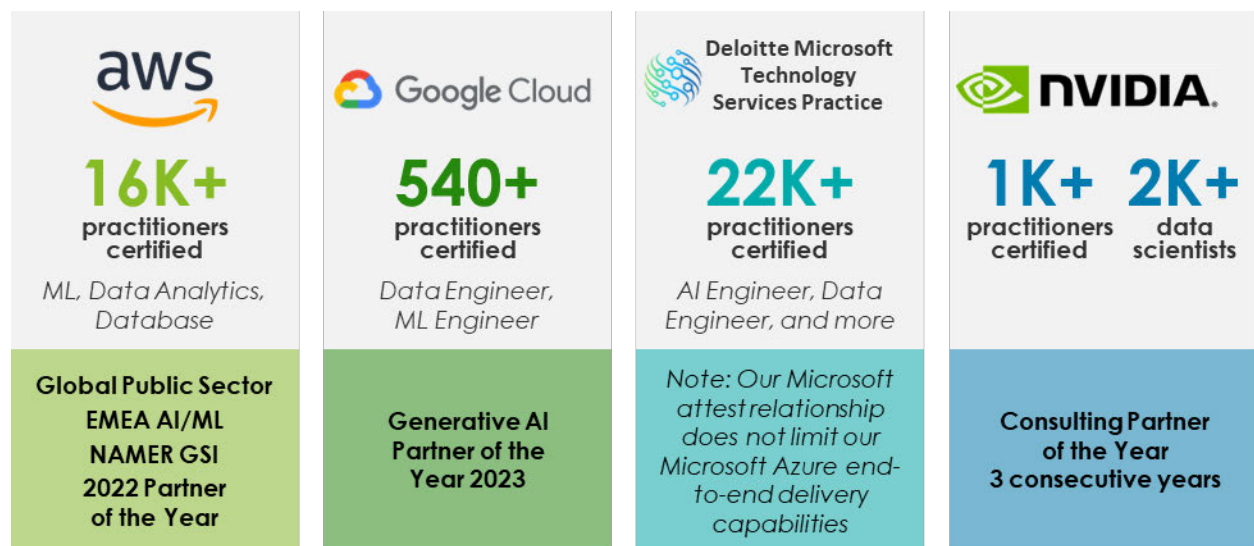 aws
16K+
practitioners
certified
ML, Data Analytics,
Database
Global Public Sector
EMEA AI/ML
NAMER GSI
2022 Partner
of the Year
Google Cloud
540+
practitioners
certified
Data Engineer,
ML Engineer
Generative AI
Partner of the
Year 2023
Deloitte Microsoft
Technology
Services Practice
22K+
practitioners
certified
AI Engineer, Data
Engineer, and more
Note: Our Microsoft
attest relationship
does not limit our
Microsoft Azure end-
to-end delivery
capabilities
NVIDIA.
1K+
practitioners
certified
2K+
data
scientists
Consulting Partner
of the Year
3 consecutive years